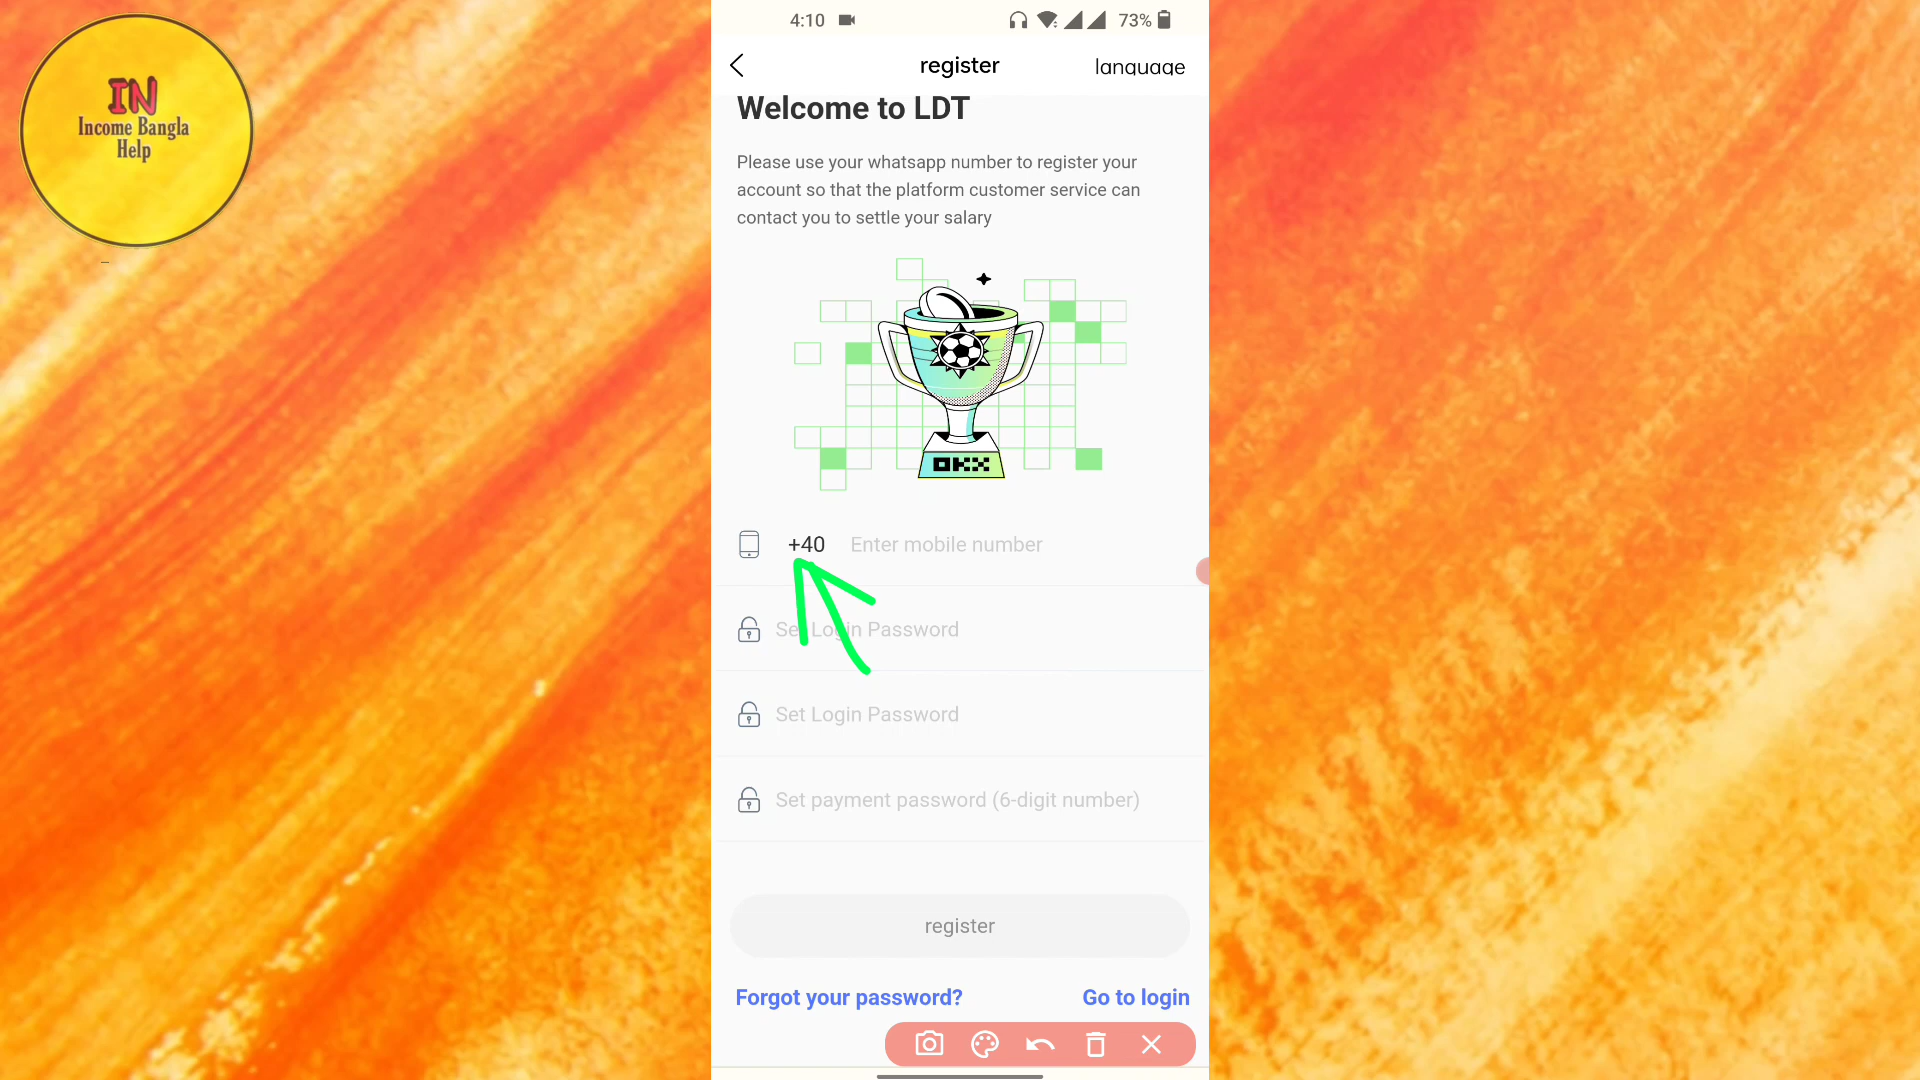 IN
Income Bangla
Help
4:10
73%
register
language
Welcome to LDT
Please use your whatsapp number to register your
account so that the platform customer service can
contact you to settle your salary
OKX
+40
Enter mobile number
Set Login Password
Set Login Password
Set payment password (6-digit number)
register
Forgot your password?
Go to login